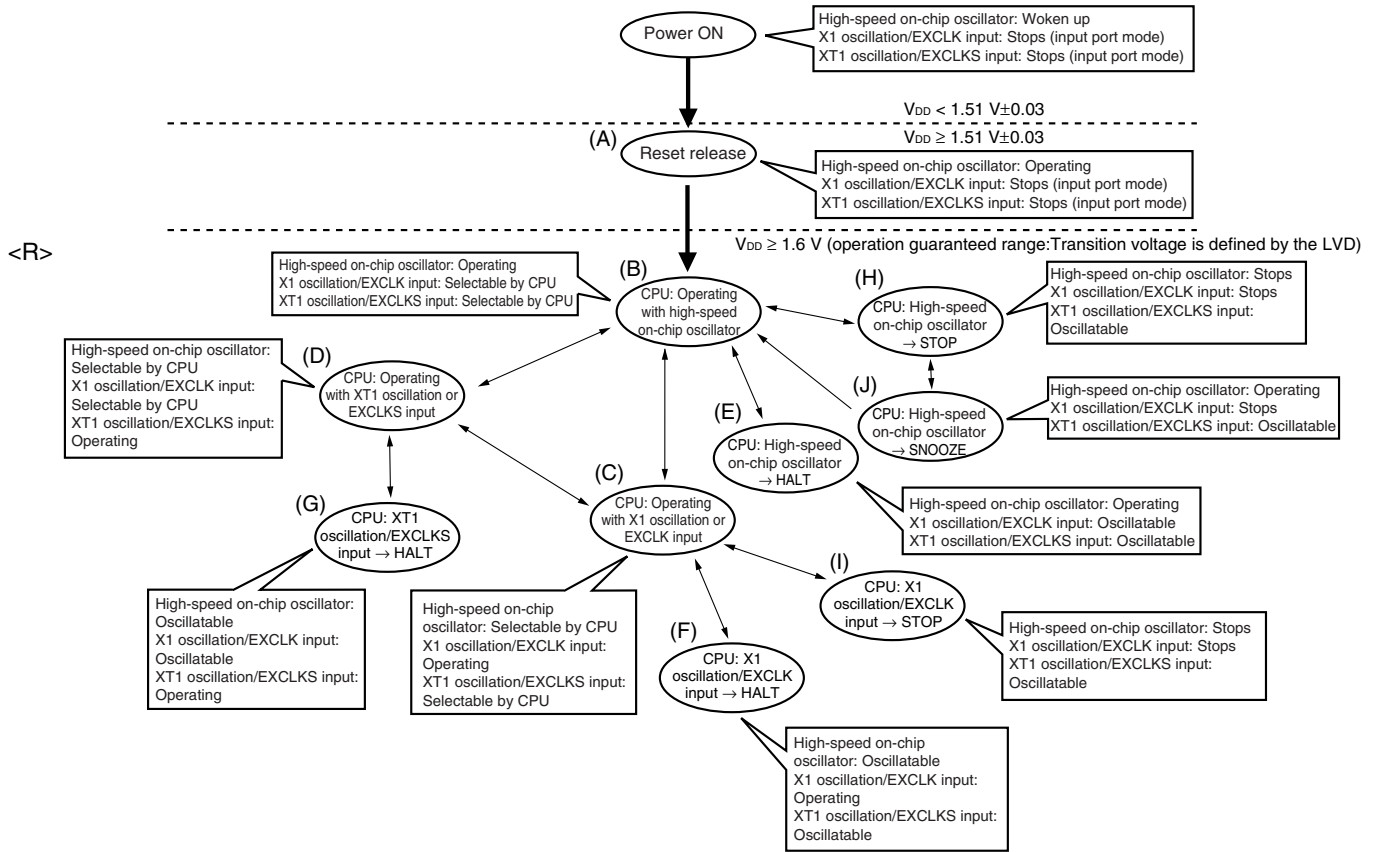 Power ON
High-speed on-chip oscillator: Woken up
X1 oscillation/EXCLK input: Stops (input port mode)
XT1 oscillation/EXCLKS input: Stops (input port mode)
VDD < 1.51 V±0.03
VDD ≥ 1.51 V±0.03
(A)
Reset release
High-speed on-chip oscillator: Operating
X1 oscillation/EXCLK input: Stops (input port mode)
XT1 oscillation/EXCLKS input: Stops (input port mode)
<R>
VDD ≥ 1.6 V (operation guaranteed range:Transition voltage is defined by the LVD)
High-speed on-chip oscillator: Operating
X1 oscillation/EXCLK input: Selectable by CPU
XT1 oscillation/EXCLKS input: Selectable by CPU
(B)
CPU: Operating
with high-speed
on-chip oscillator
(H)
CPU: High-speed
on-chip oscillator
→ STOP
High-speed on-chip oscillator: Stops
X1 oscillation/EXCLK input: Stops
XT1 oscillation/EXCLKS input:
Oscillatable
High-speed on-chip oscillator:
Selectable by CPU
X1 oscillation/EXCLK input:
Selectable by CPU
XT1 oscillation/EXCLKS input:
Operating
(D)
CPU: Operating
with XT1 oscillation or
EXCLKS input
(J)
CPU: High-speed
on-chip oscillator
→ SNOOZE
High-speed on-chip oscillator: Operating
X1 oscillation/EXCLK input: Stops
XT1 oscillation/EXCLKS input: Oscillatable
(E)
CPU: High-speed
on-chip oscillator
→ HALT
High-speed on-chip oscillator: Operating
X1 oscillation/EXCLK input: Oscillatable
XT1 oscillation/EXCLKS input: Oscillatable
(C)
CPU: Operating
with X1 oscillation or
EXCLK input
(G)
CPU: XT1
oscillation/EXCLKS
input → HALT
High-speed on-chip oscillator:
Oscillatable
X1 oscillation/EXCLK input:
Oscillatable
XT1 oscillation/EXCLKS input:
Operating
High-speed on-chip
oscillator: Selectable by CPU
X1 oscillation/EXCLK input:
Operating
XT1 oscillation/EXCLKS input:
Selectable by CPU
(I)
CPU: X1
oscillation/EXCLK
input → STOP
High-speed on-chip oscillator: Stops
X1 oscillation/EXCLK input: Stops
XT1 oscillation/EXCLKS input:
Oscillatable
(F)
CPU: X1
oscillation/EXCLK
input → HALT
High-speed on-chip
oscillator: Oscillatable
X1 oscillation/EXCLK input:
Operating
XT1 oscillation/EXCLKS input:
Oscillatable